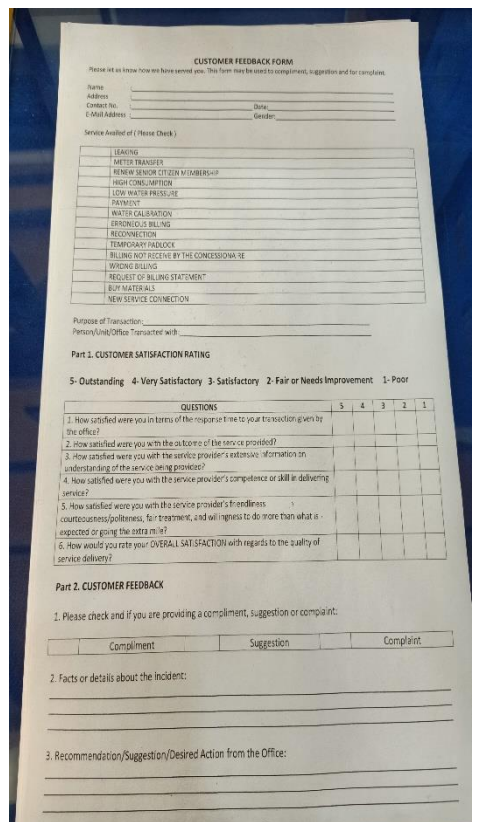 CUSTOMER FEEDBACK FORM
Please let us know how we have served you. This form may be used to compliment, suggestion and for complaint.
Name
Address
Contact No. Date:
E-Mail Address Gender:
Service Availed of ( Please Check )
LEAKING
METER TRANSFER
RENEW SENIOR CITIZEN MEMBERSHIP
HIGH CONSUMPTION
LOW WATER PRESSURE
PAYMENT
WATER CALIBRATION
ERRONEOUS BILLING
RECONNECTION
TEMPORARY PADLOCK
BILLING NOT RECEIVE BY THE CONCESSIONAIRE
WRONG BILLING
REQUEST OF BILLING STATEMENT
BUY MATERIALS
NEW SERVICE CONNECTION
Purpose of Transaction:
Person/Unit/Office Transacted with:
Part 1. CUSTOMER SATISFACTION RATING
5- Outstanding 4- Very Satisfactory 3- Satisfactory 2- Fair or Needs Improvement 1- Poor
QUESTIONS 5 4 3 2 1
1. How satisfied were you in terms of the response time to your transaction given by
the office?
2. How satisfied were you with the outcome of the service provided?
3. How satisfied were you with the service provider's extensive information on
understanding of the service being provided?
4. How satisfied were you with the service provider's competence or skill in delivering
service?
5. How satisfied were you with the service provider's friendliness
courteousness/politeness, fair treatment, and willingness to do more than what is
expected or going the extra mile?
6. How would you rate your OVERALL SATISFACTION with regards to the quality of
service delivery?
Part 2. CUSTOMER FEEDBACK
1. Please check and if you are providing a compliment, suggestion or complaint:
Compliment Suggestion Complaint
2. Facts or details about the incident:
3. Recommendation/Suggestion/Desired Action from the Office: